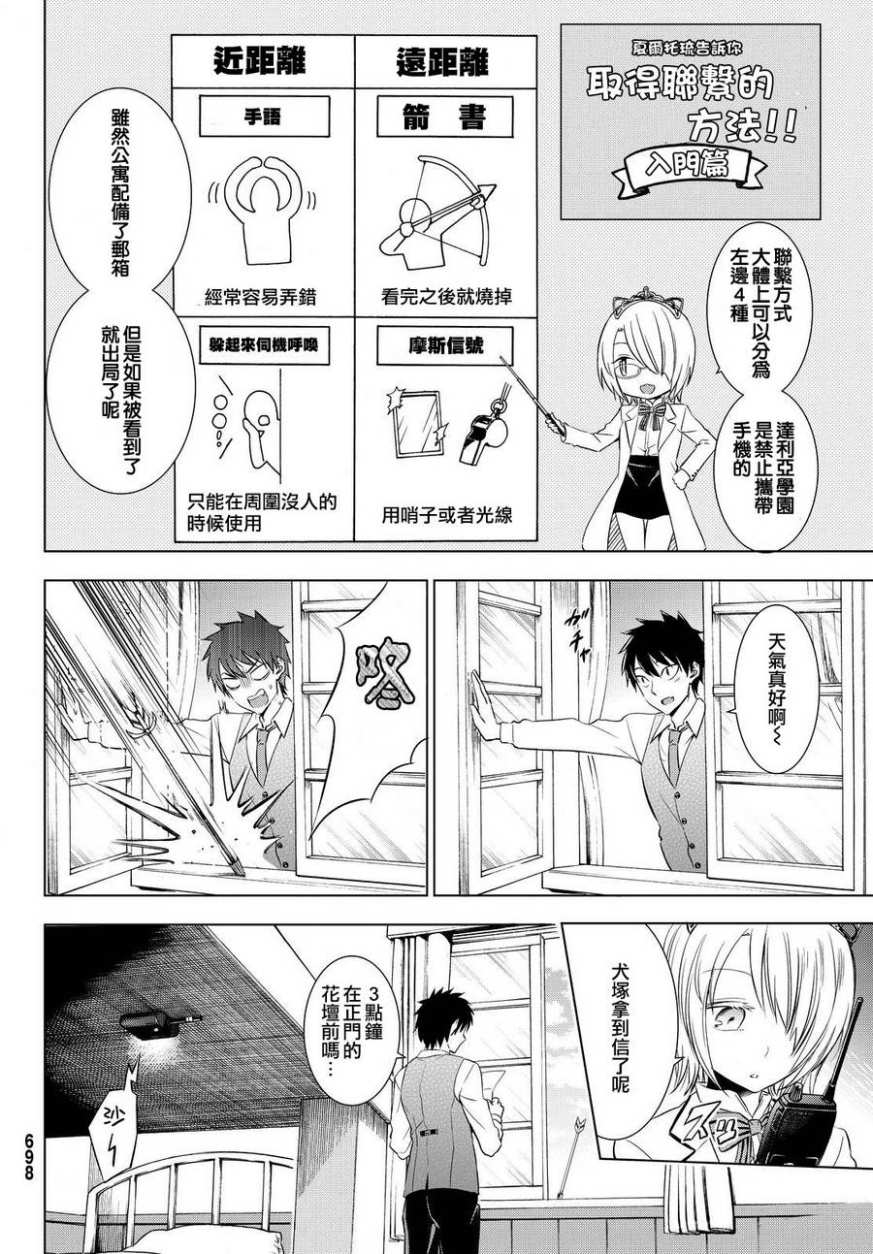 夏爾托琉告訴你
取得聯繫的
方法!!
入門篇
聯繫方式
大體上可以分為
左邊4種
達利亞學園
是禁止攜帶
手機的
遠距離
近距離
箭書
看完之後就燒掉
手語
經常容易弄錯
摩斯信號
用哨子或者光線
躲起來伺機呼喚
只能在周圍沒人的
時候使用
雖然公寓配備了郵箱
但是如果被看到了
就出局了呢
天氣真好啊～
ガチャ
咚
犬塚拿到信了呢
スッ
3點鐘
在正門的
花壇前嗎…
沙
698